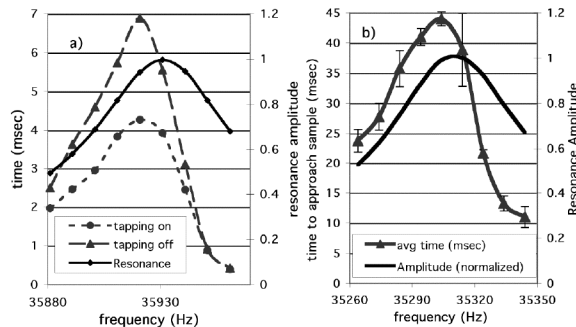 a)
7
6
5
4
3
2
1
0
time (msec)
1.2
1
0.8
0.6
0.4
0.2
0
resonance amplitude
tapping on
tapping off
Resonance
35880 35930
frequency (Hz)
b)
45
40
35
30
25
20
15
10
5
0
time to approach sample (msec)
1.2
1
0.8
0.6
0.4
0.2
0
Resonance Amplitude
avg time (msec)
Amplitude (normalized)
35260 35290 35320 35350
frequency (Hz)